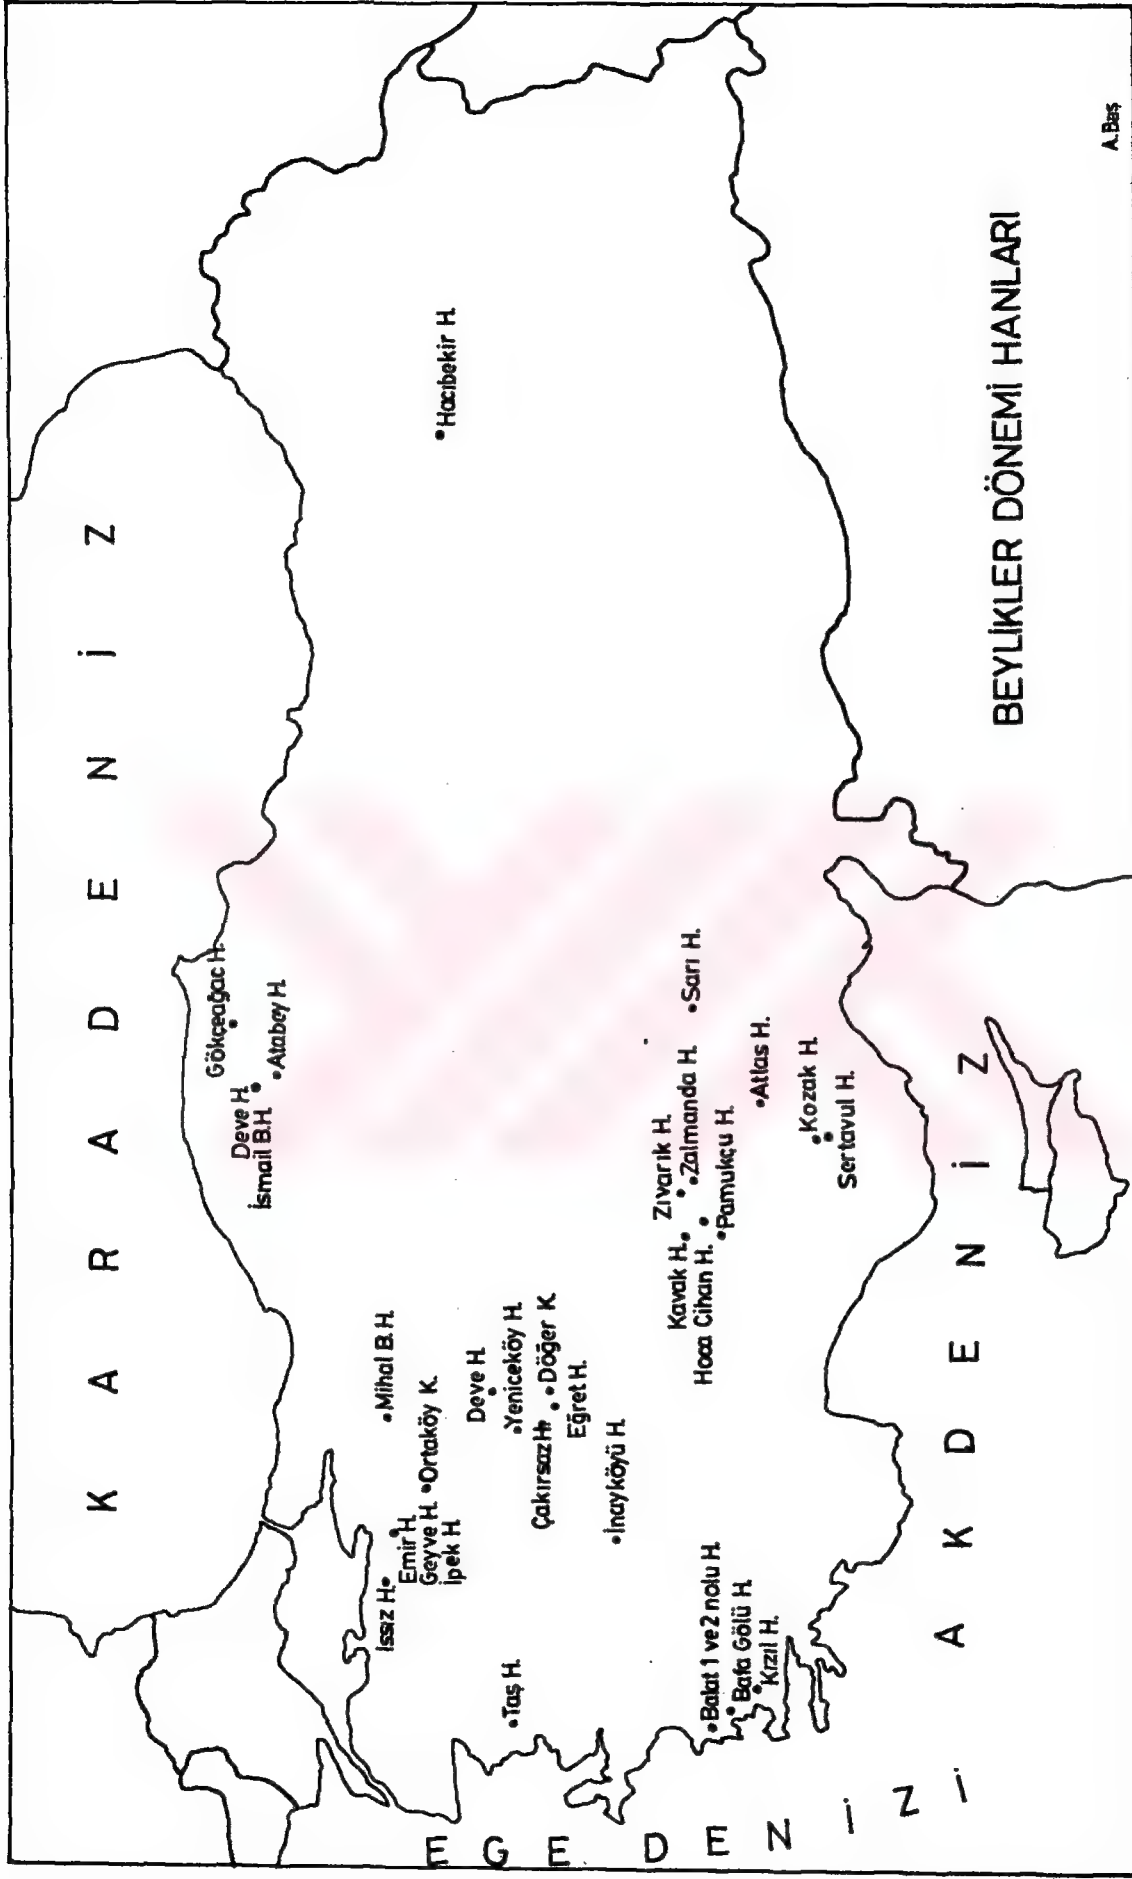 KARADENİZ
Gökçeağac H.
Deve H.
İsmail B.H.
Atabey H.
Hacıbekir H.
Mihal B.H.
Issız H.
Emir H.
Geyve H.
İpek H.
Ortaköy K.
Deve H.
Yeniceköy H.
Çakırsaz H.
Döğer K.
Eğret H.
İnayköyü H.
Taş H.
Zıvarık H.
Zalmanda H.
Sarı H.
Kavak H.
Hoca Cihan H.
Pamukçu H.
Atlas H.
Kozak H.
Sertavul H.
Balat 1 ve 2 nolu H.
Bafa Gölü H.
Kızıl H.
EGE DENİZİ
AKDENİZ
BEYLİKLER DÖNEMİ HANLARI
A.Baş